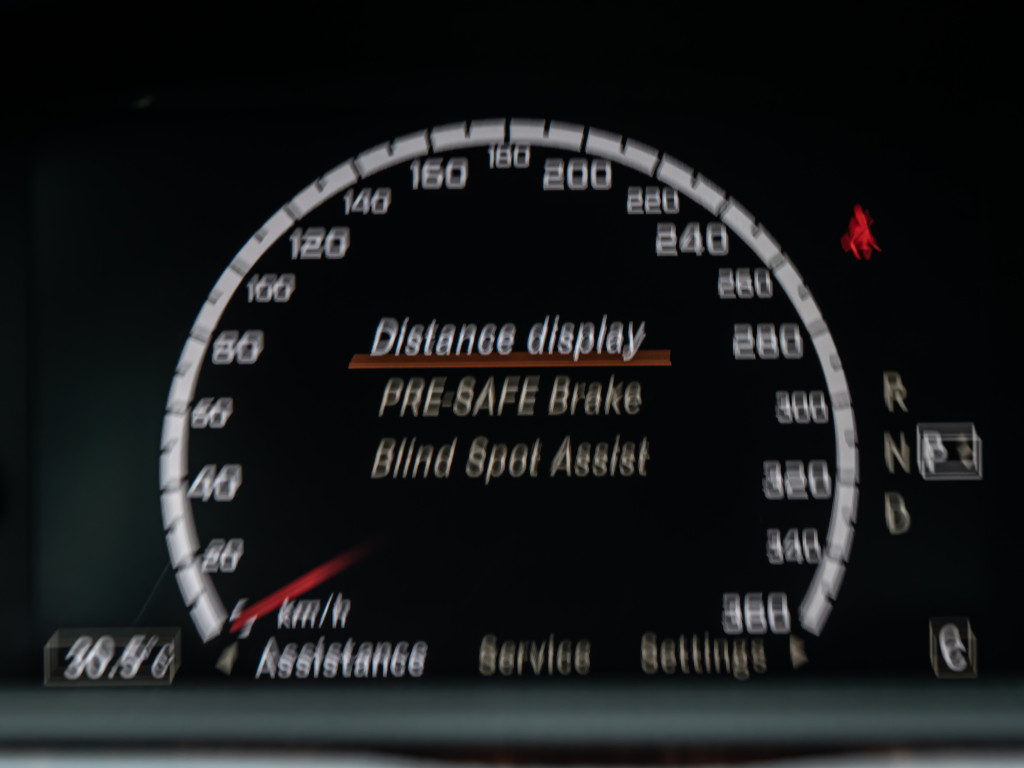 180
160 200
140 220
120 240
100 260
80 280
60 300
40 320
20 340
360
Distance display
PRE-SAFE Brake
Blind Spot Assist
km/h
Assistance Service Settings
R
N P
C